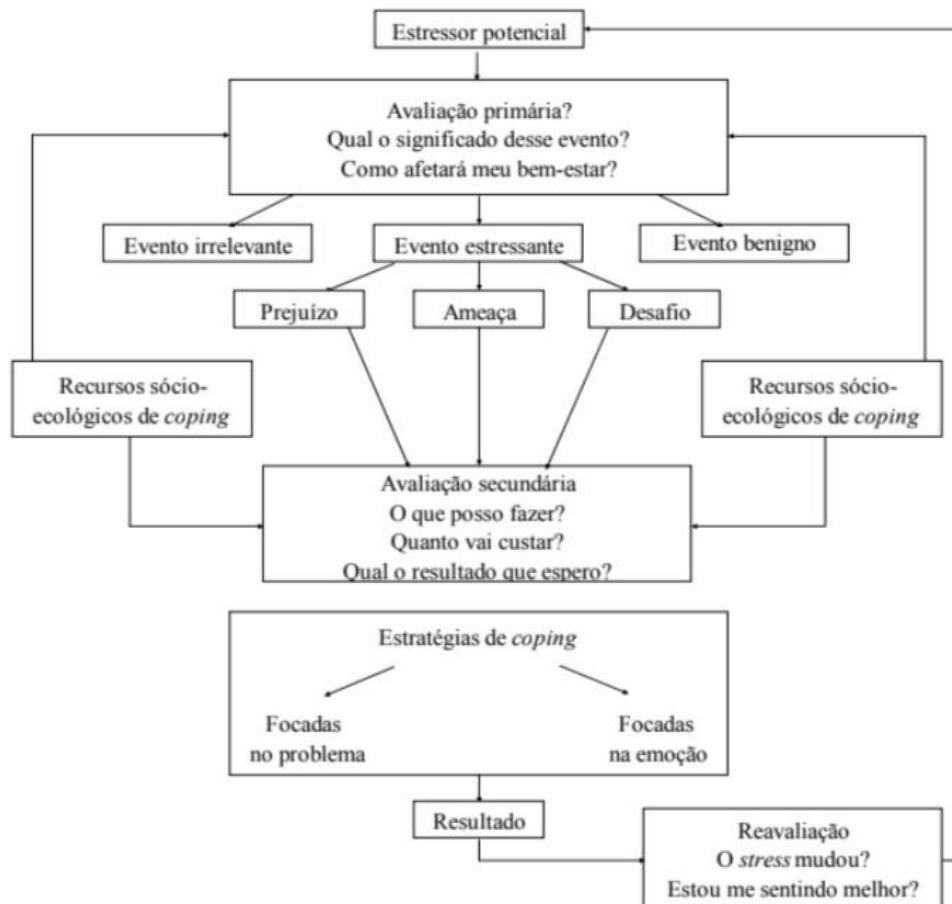 Estressor potencial
Avaliação primária?
Qual o significado desse evento?
Como afetará meu bem-estar?
Evento irrelevante
Evento estressante
Evento benigno
Prejuízo
Ameaça
Desafio
Recursos sócio-
ecológicos de coping
Recursos sócio-
ecológicos de coping
Avaliação secundária
O que posso fazer?
Quanto vai custar?
Qual o resultado que espero?
Estratégias de coping
Focadas
no problema
Focadas
na emoção
Resultado
Reavaliação
O stress mudou?
Estou me sentindo melhor?